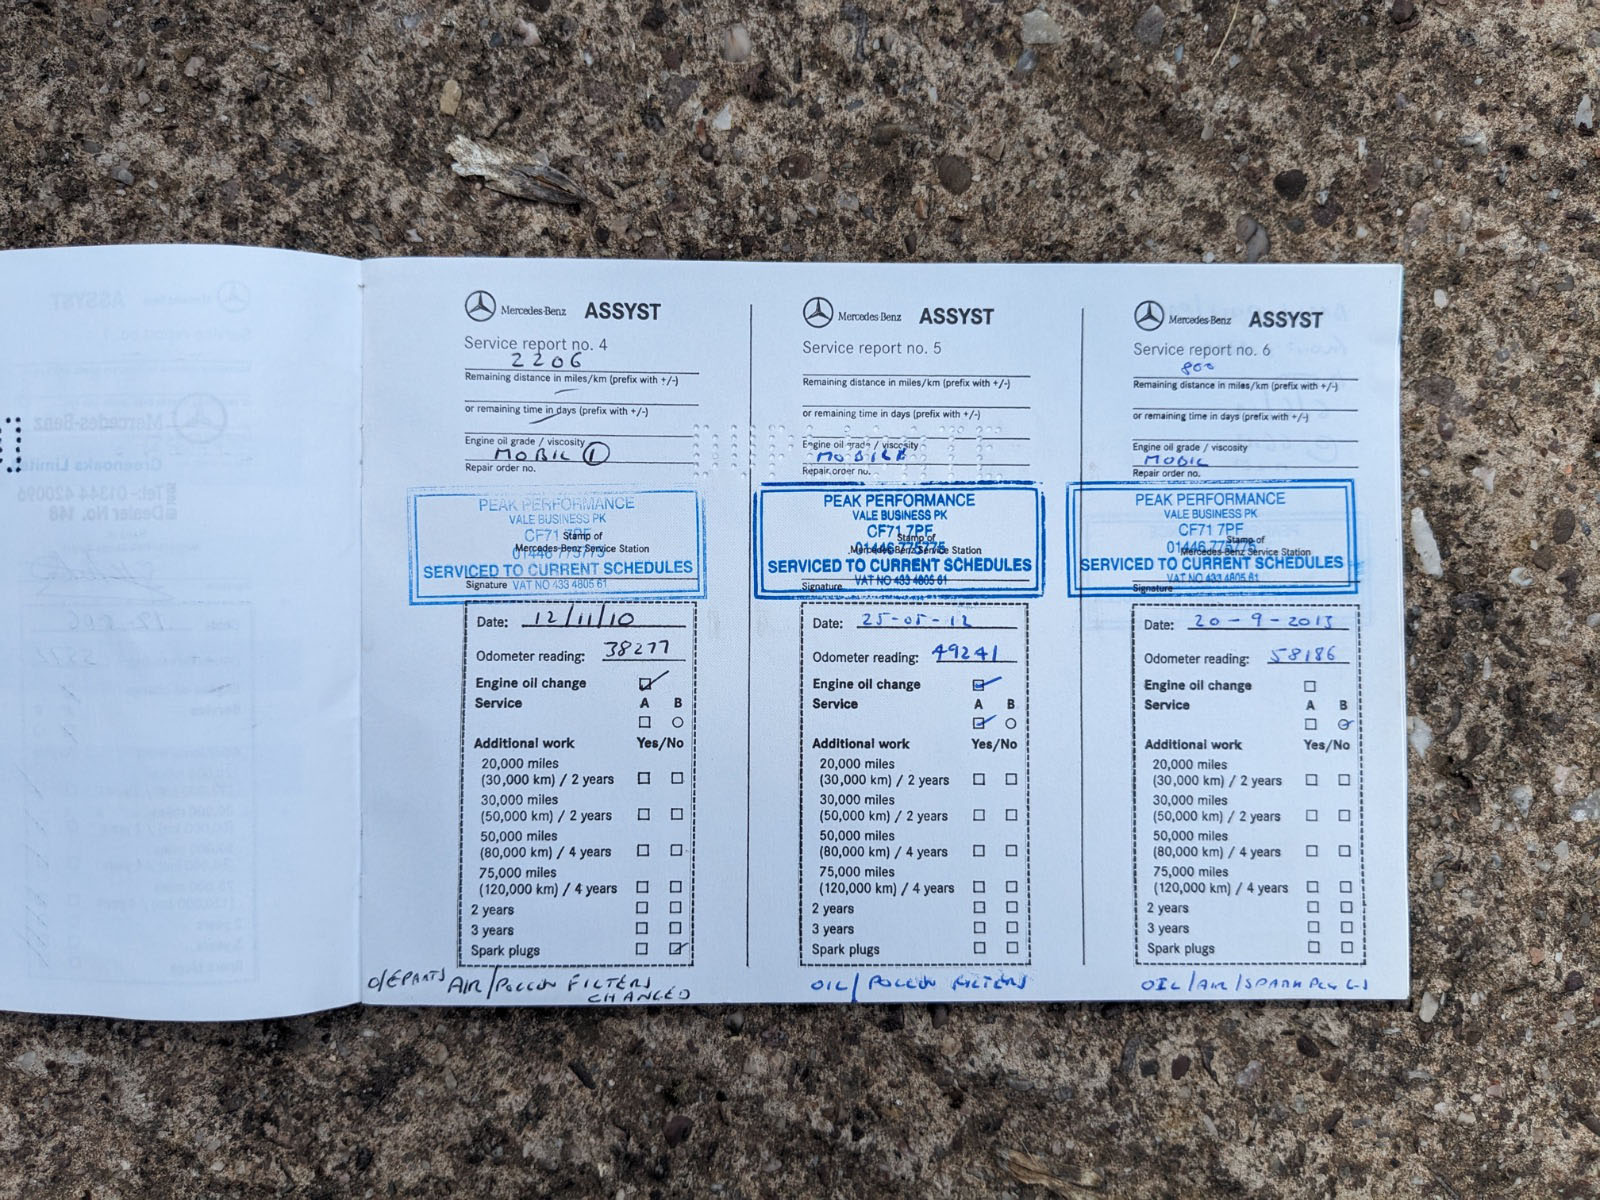 Mercedes-Benz ASSYST
Service report no. 4
2206
Remaining distance in miles/km (prefix with +/-)
or remaining time in days (prefix with +/-)
Engine oil grade / viscosity
MOBIL 1
Repair order no.
PEAK PERFORMANCE
VALE BUSINESS PK
CF71 7PF
Stamp of
Mercedes-Benz Service Station
01446 775775
SERVICED TO CURRENT SCHEDULES
Signature VAT NO 433 4805 61
Date: 12/11/10
Odometer reading: 38277
Engine oil change
Service A B
Additional work Yes/No
20,000 miles
(30,000 km) / 2 years
30,000 miles
(50,000 km) / 2 years
50,000 miles
(80,000 km) / 4 years
75,000 miles
(120,000 km) / 4 years
2 years
3 years
Spark plugs
AIR/POLLEN FILTERS
CHANGED
Mercedes-Benz ASSYST
Service report no. 5
Remaining distance in miles/km (prefix with +/-)
or remaining time in days (prefix with +/-)
Engine oil grade / viscosity
Repair order no.
PEAK PERFORMANCE
VALE BUSINESS PK
CF71 7PF
Stamp of
Mercedes-Benz Service Station
01446 775775
SERVICED TO CURRENT SCHEDULES
Signature VAT NO 433 4805 61
Date: 25-05-12
Odometer reading: 49241
Engine oil change
Service A B
Additional work Yes/No
20,000 miles
(30,000 km) / 2 years
30,000 miles
(50,000 km) / 2 years
50,000 miles
(80,000 km) / 4 years
75,000 miles
(120,000 km) / 4 years
2 years
3 years
Spark plugs
OIL/POLLEN FILTERS
Mercedes-Benz ASSYST
Service report no. 6
800
Remaining distance in miles/km (prefix with +/-)
or remaining time in days (prefix with +/-)
Engine oil grade / viscosity
MOBIL
Repair order no.
PEAK PERFORMANCE
VALE BUSINESS PK
CF71 7PF
Stamp of
Mercedes-Benz Service Station
01446 775775
SERVICED TO CURRENT SCHEDULES
VAT NO 433 4805 61
Signature
Date: 20-9-2013
Odometer reading: 58186
Engine oil change
Service A B
Additional work Yes/No
20,000 miles
(30,000 km) / 2 years
30,000 miles
(50,000 km) / 2 years
50,000 miles
(80,000 km) / 4 years
75,000 miles
(120,000 km) / 4 years
2 years
3 years
Spark plugs
OIL/AIR/SPARK PLUGS